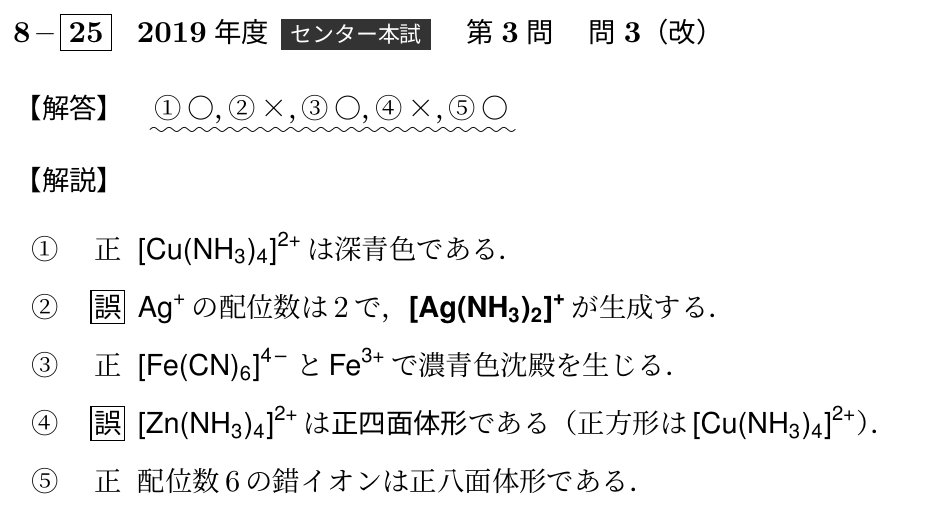 8－25 2019 年度 センター本試 第 3 問 問 3（改）
【解答】 ① ○, ② ×, ③ ○, ④ ×, ⑤ ○
【解説】
① 正 [Cu(NH₃)₄]²⁺ は深青色である．
② 誤 Ag⁺ の配位数は 2 で，[Ag(NH₃)₂]⁺ が生成する．
③ 正 [Fe(CN)₆]⁴⁻ と Fe³⁺ で濃青色沈殿を生じる．
④ 誤 [Zn(NH₃)₄]²⁺ は正四面体形である（正方形は [Cu(NH₃)₄]²⁺）．
⑤ 正 配位数 6 の錯イオンは正八面体形である．